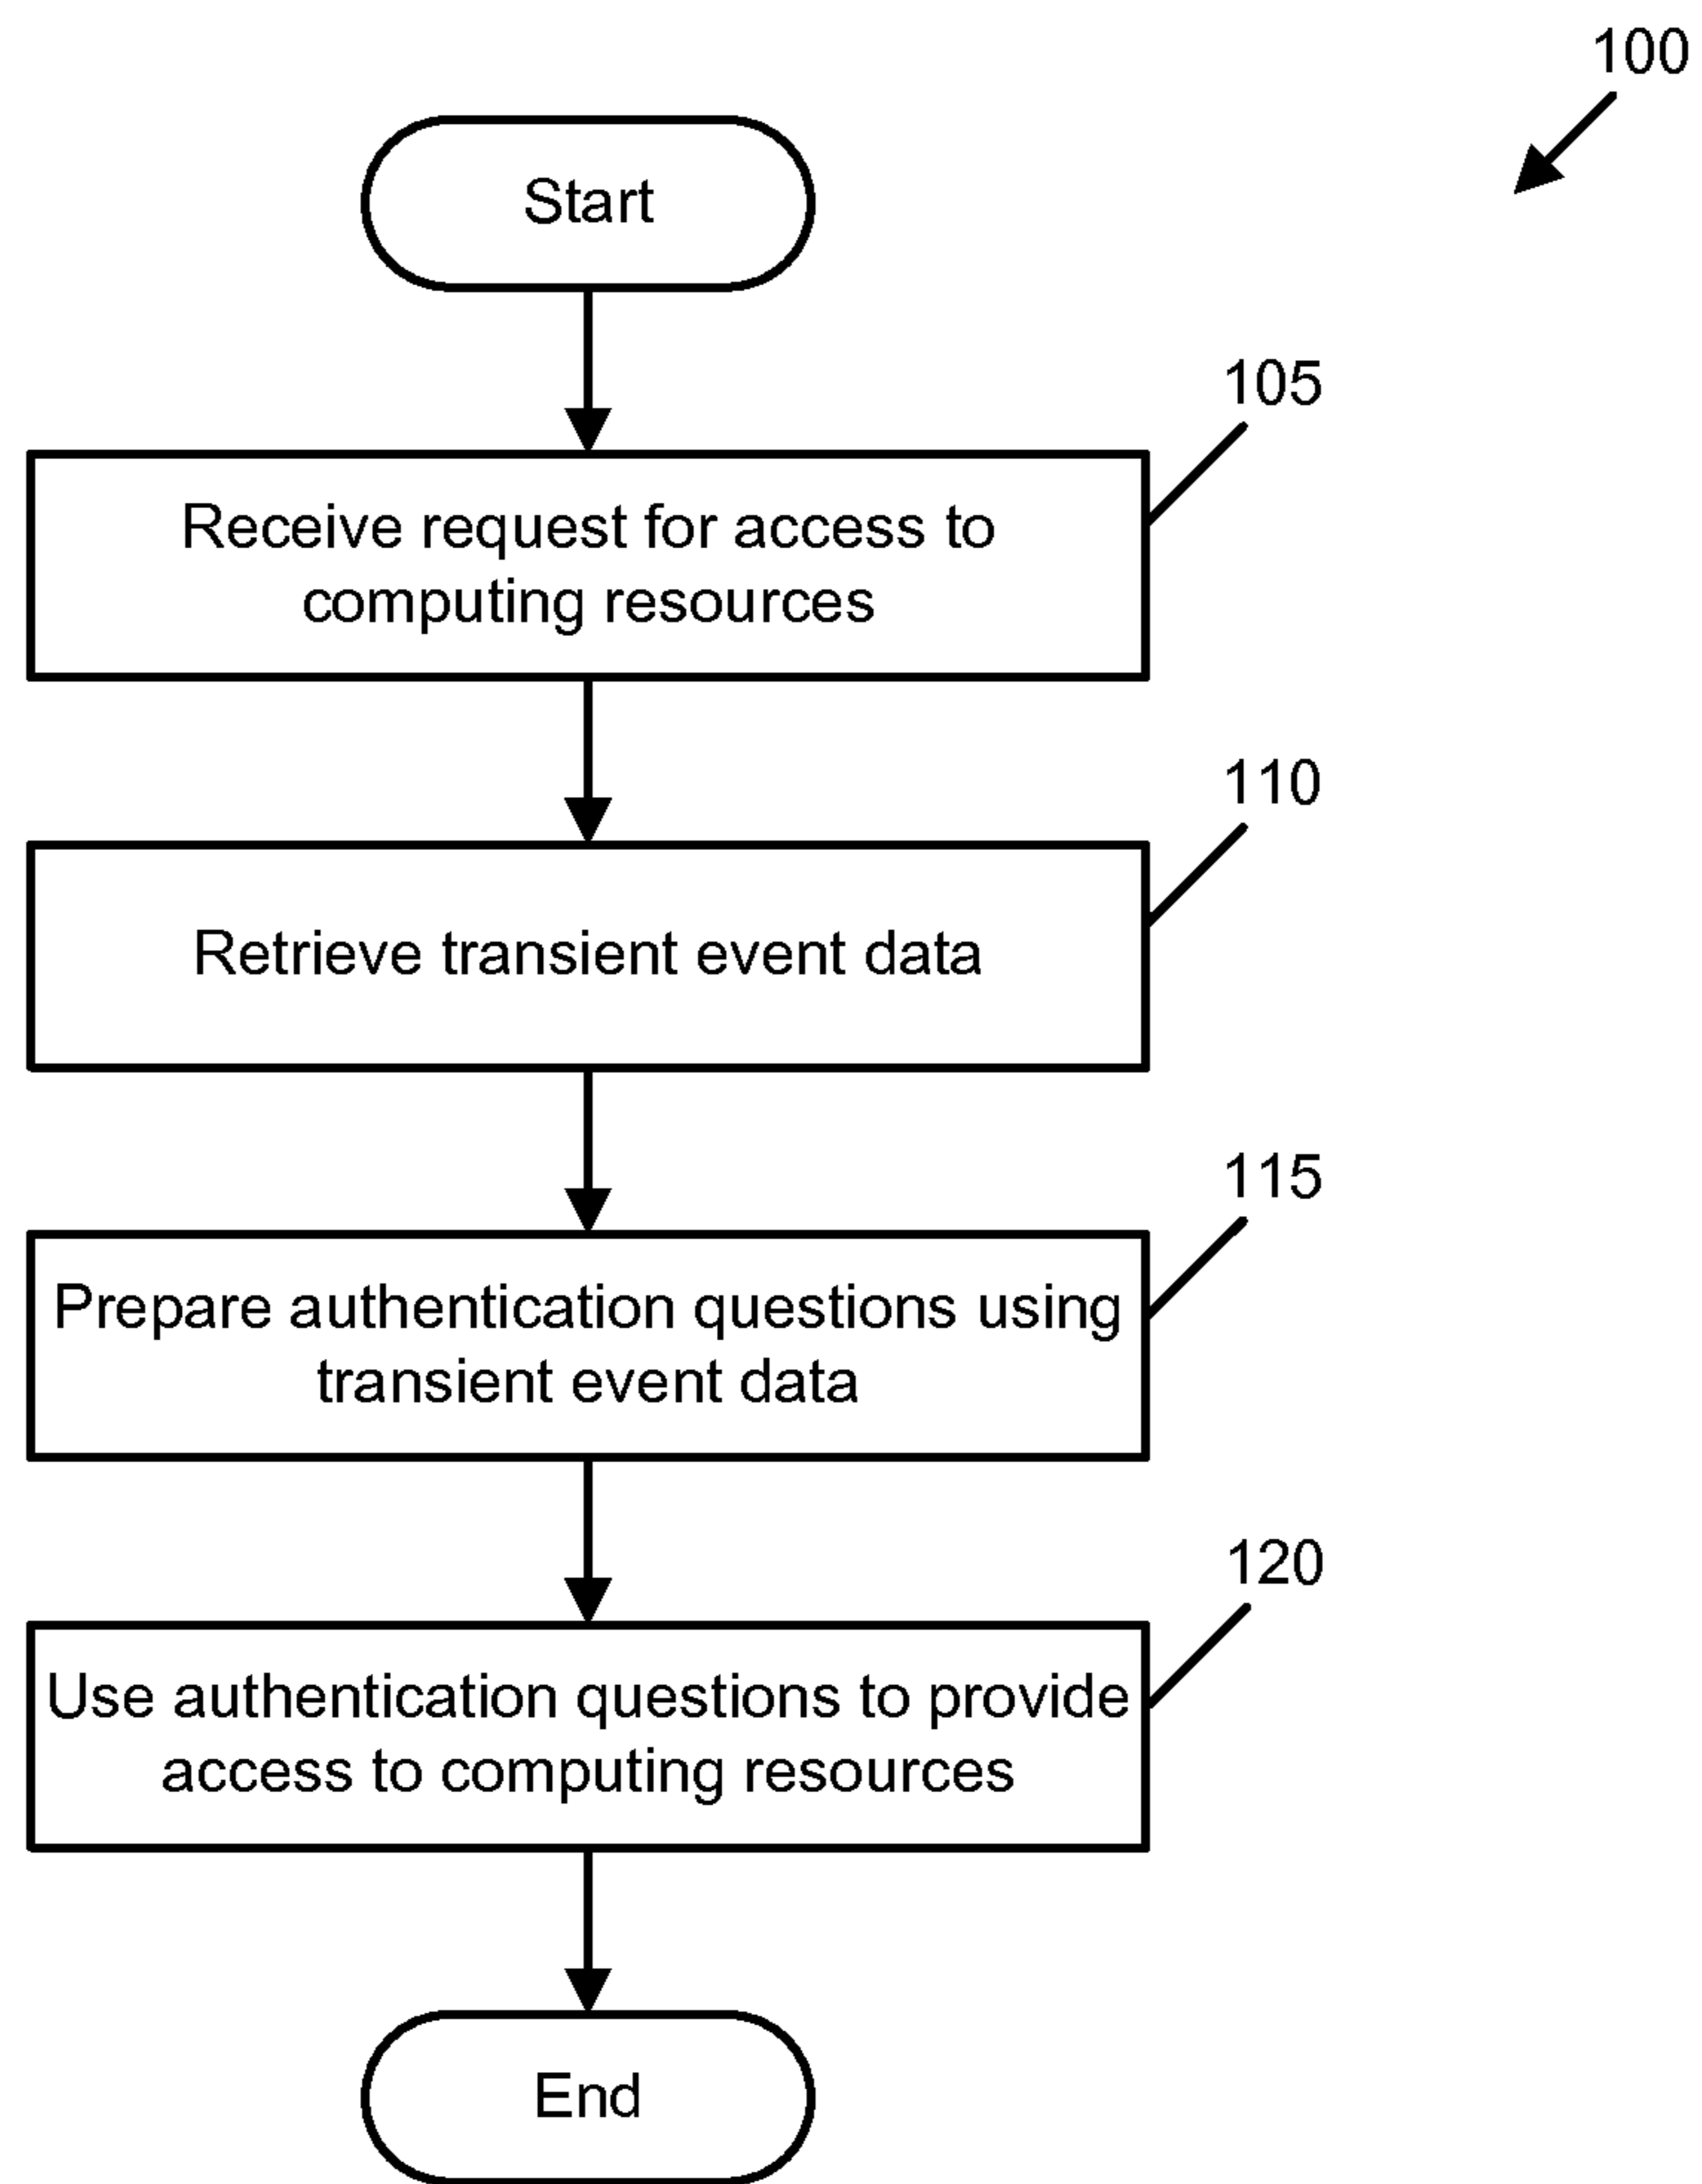 100
Start
105
Receive request for access to
computing resources
110
Retrieve transient event data
115
Prepare authentication questions using
transient event data
120
Use authentication questions to provide
access to computing resources
End